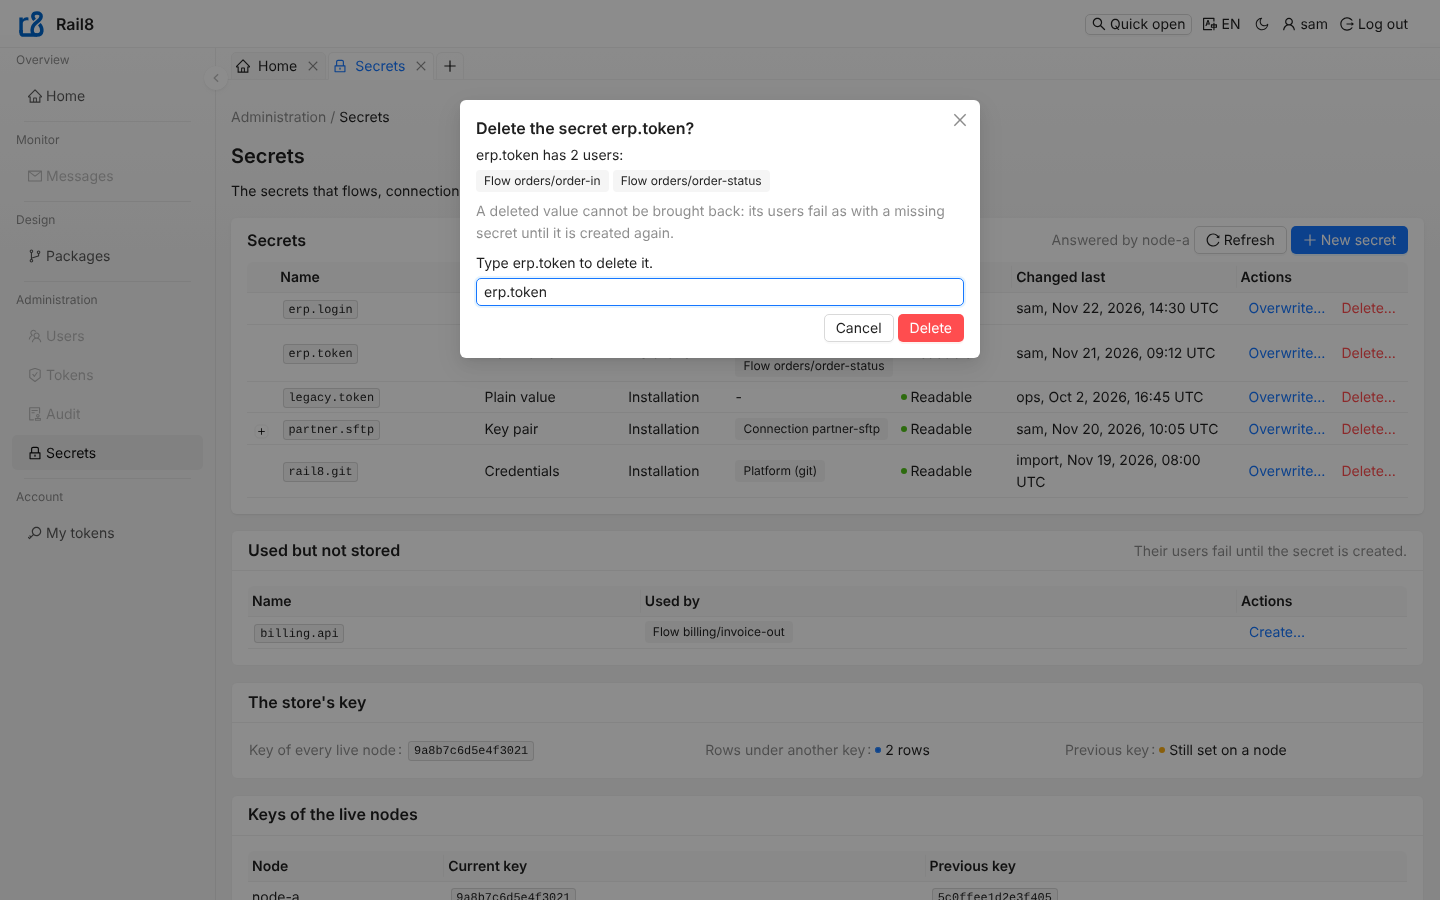 Rail8
Quick open
EN
sam
Log out
Overview
Home
Monitor
Messages
Design
Packages
Administration
Users
Tokens
Audit
Secrets
Account
My tokens
Home
Secrets
Administration / Secrets
Secrets
The secrets that flows, connection
Delete the secret erp.token?
erp.token has 2 users:
Flow orders/order-in Flow orders/order-status
A deleted value cannot be brought back: its users fail as with a missing
secret until it is created again.
Type erp.token to delete it.
erp.token
Cancel Delete
Secrets Answered by node-a Refresh + New secret
Name Changed last Actions
erp.login sam, Nov 22, 2026, 14:30 UTC Overwrite... Delete...
erp.token sam, Nov 21, 2026, 09:12 UTC Overwrite... Delete...
Flow orders/order-status
legacy.token Plain value Installation - Readable ops, Oct 2, 2026, 16:45 UTC Overwrite... Delete...
+ partner.sftp Key pair Installation Connection partner-sftp Readable sam, Nov 20, 2026, 10:05 UTC Overwrite... Delete...
rail8.git Credentials Installation Platform (git) Readable import, Nov 19, 2026, 08:00 UTC Overwrite... Delete...
Used but not stored Their users fail until the secret is created.
Name Used by Actions
billing.api Flow billing/invoice-out Create...
The store's key
Key of every live node: 9a8b7c6d5e4f3021 Rows under another key: 2 rows Previous key: Still set on a node
Keys of the live nodes
Node Current key Previous key
node-a 9a8b7c6d5e4f3021 5c0ffee1d2e3f405